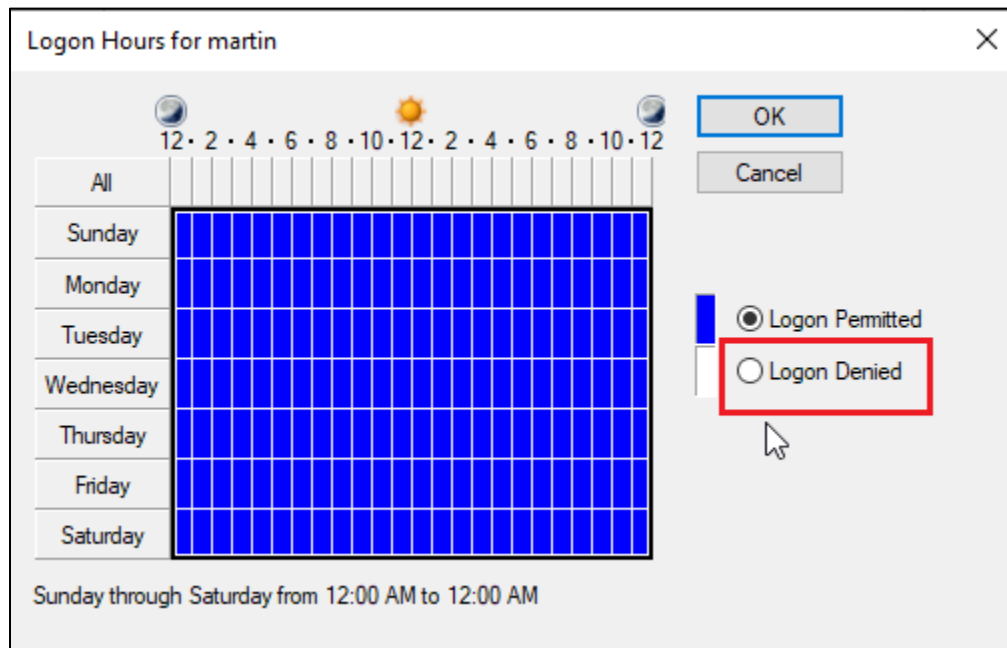 Logon Hours for martin
OK
12 · 2 · 4 · 6 · 8 · 10 · 12 · 2 · 4 · 6 · 8 · 10 · 12
Cancel
All
Sunday
Monday
Tuesday
Logon Permitted
Wednesday
Logon Denied
Thursday
Friday
Saturday
Sunday through Saturday from 12:00 AM to 12:00 AM